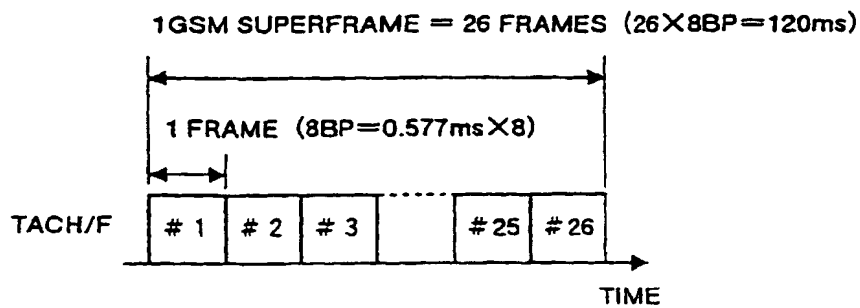 1GSM SUPERFRAME = 26 FRAMES (26×8BP=120ms)
1 FRAME (8BP=0.577ms×8)
TACH/F # 1 # 2 # 3 # 25 # 26
TIME